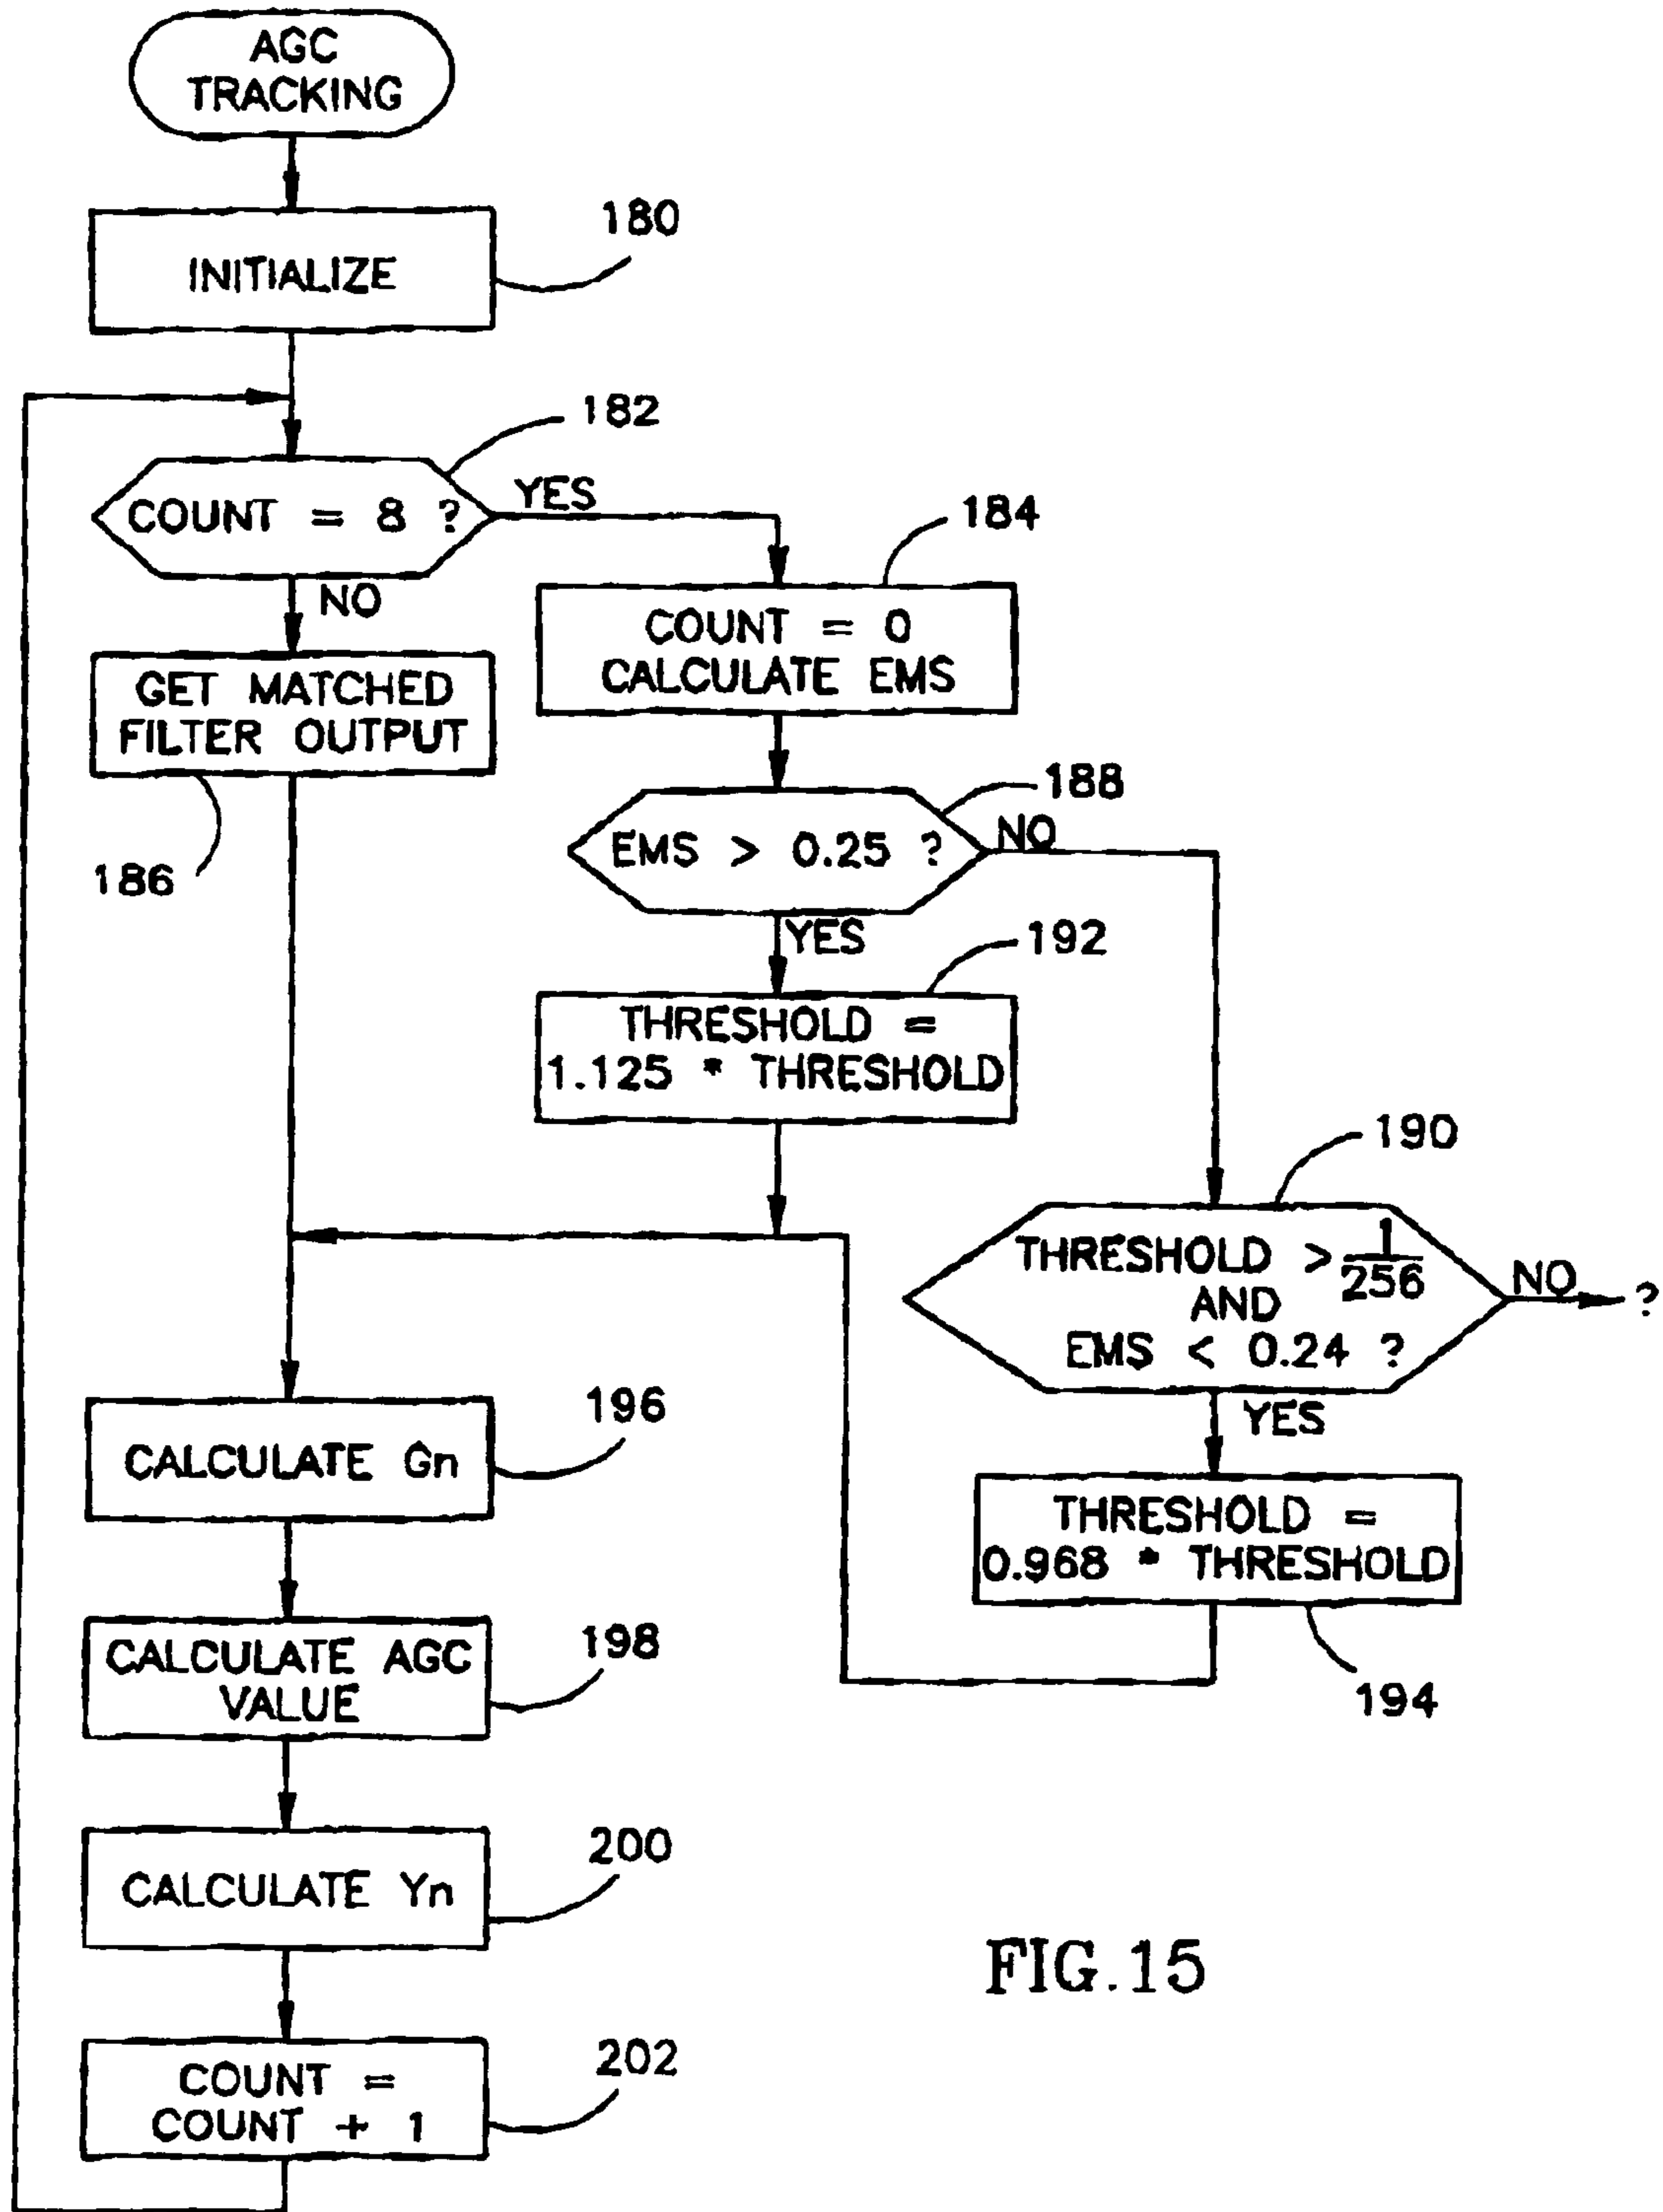 AGC
TRACKING
INITIALIZE
180
182
COUNT = 8 ?
YES
NO
184
COUNT = 0
CALCULATE EMS
GET MATCHED
FILTER OUTPUT
186
188
EMS > 0.25 ?
NO
YES
192
THRESHOLD =
1.125 * THRESHOLD
190
THRESHOLD > 1/256
AND
EMS < 0.24 ?
NO
?
YES
THRESHOLD =
0.968 * THRESHOLD
194
196
CALCULATE Gn
198
CALCULATE AGC
VALUE
200
CALCULATE Yn
202
COUNT =
COUNT + 1
FIG.15